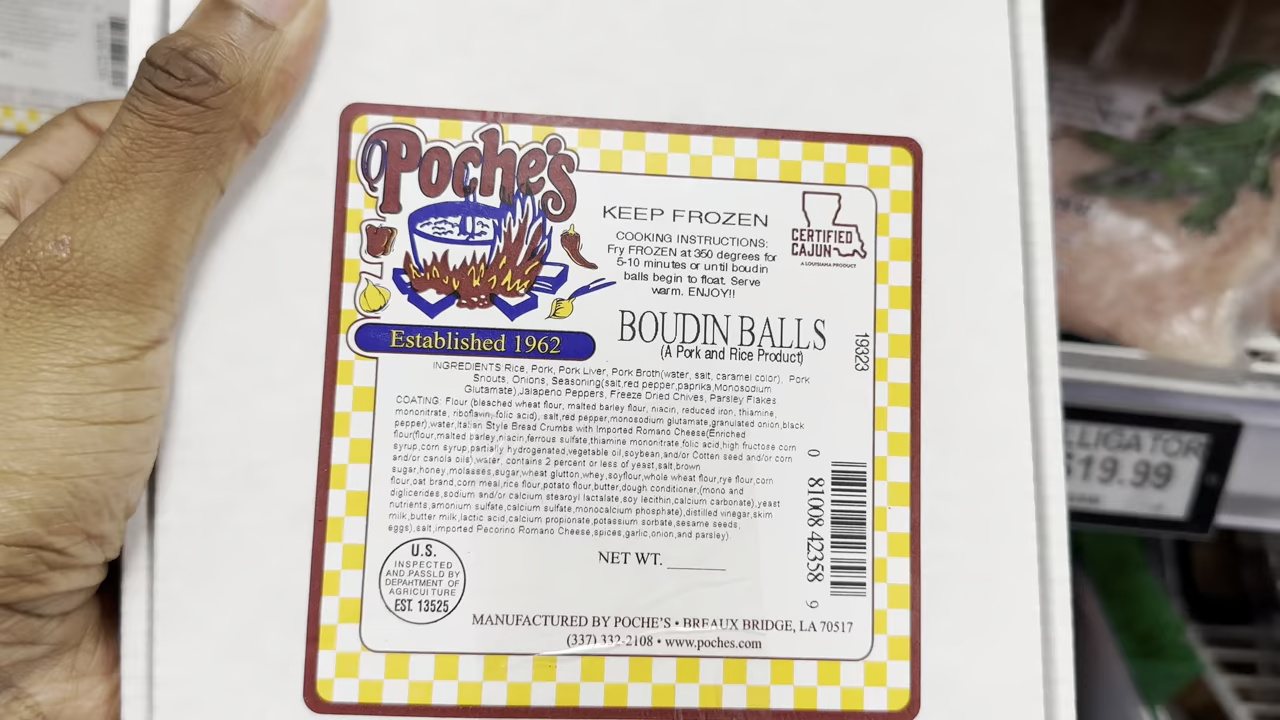 Poche's
Established 1962
KEEP FROZEN
COOKING INSTRUCTIONS:
Fry FROZEN at 350 degrees for
5-10 minutes or until boudin
balls begin to float. Serve
warm. ENJOY!!
CERTIFIED
CAJUN
A LOUISIANA PRODUCT
BOUDIN BALLS
(A Pork and Rice Product)
19323
INGREDIENTS Rice, Pork, Pork Liver, Pork Broth(water, salt, caramel color), Pork
Snouts, Onions, Seasoning(salt,red pepper,paprika,Monosodium
Glutamate),Jalapeno Peppers, Freeze Dried Chives, Parsley Flakes
COATING: Flour (bleached wheat flour, malted barley flour, niacin, reduced iron, thiamine,
mononitrate, riboflavin,folic acid), salt,red pepper,monosodium glutamate,granulated onion,black
pepper),water,Italian Style Bread Crumbs with Imported Romano Cheese(Enriched
flour(flour,malted barley,niacin,ferrous sulfate,thiamine mononitrate,folic acid,high fructose corn
syrup,corn syrup,partially hydrogenated,vegetable oil,soybean,and/or Cotten seed and/or corn
and/or canola oils),water, contains 2 percent or less of yeast,salt,brown
sugar,honey,molasses,sugar,wheat glutton,whey,soyflour,whole wheat flour,rye flour,corn
flour,oat brand,corn meal,rice flour,potato flour,butter,dough conditioner,(mono and
diglicerides,sodium and/or calcium stearoyl lactalate,soy lecithin,calcium carbonate),yeast
nutrients,amonium sulfate,calcium sulfate,monocalcium phosphate),distilled vinegar,skim
milk,butter milk,lactic acid,calcium propionate,potassium sorbate,sesame seeds,
eggs),salt,imported Pecorino Romano Cheese,spices,garlic,onion,and parsley).
0 81008 42358 9
U.S.
INSPECTED
AND PASSED BY
DEPARTMENT OF
AGRICULTURE
EST. 13525
NET WT.
MANUFACTURED BY POCHE'S • BREAUX BRIDGE, LA 70517
(337) 332-2108 • www.poches.com
LLIGATOR
$19.99